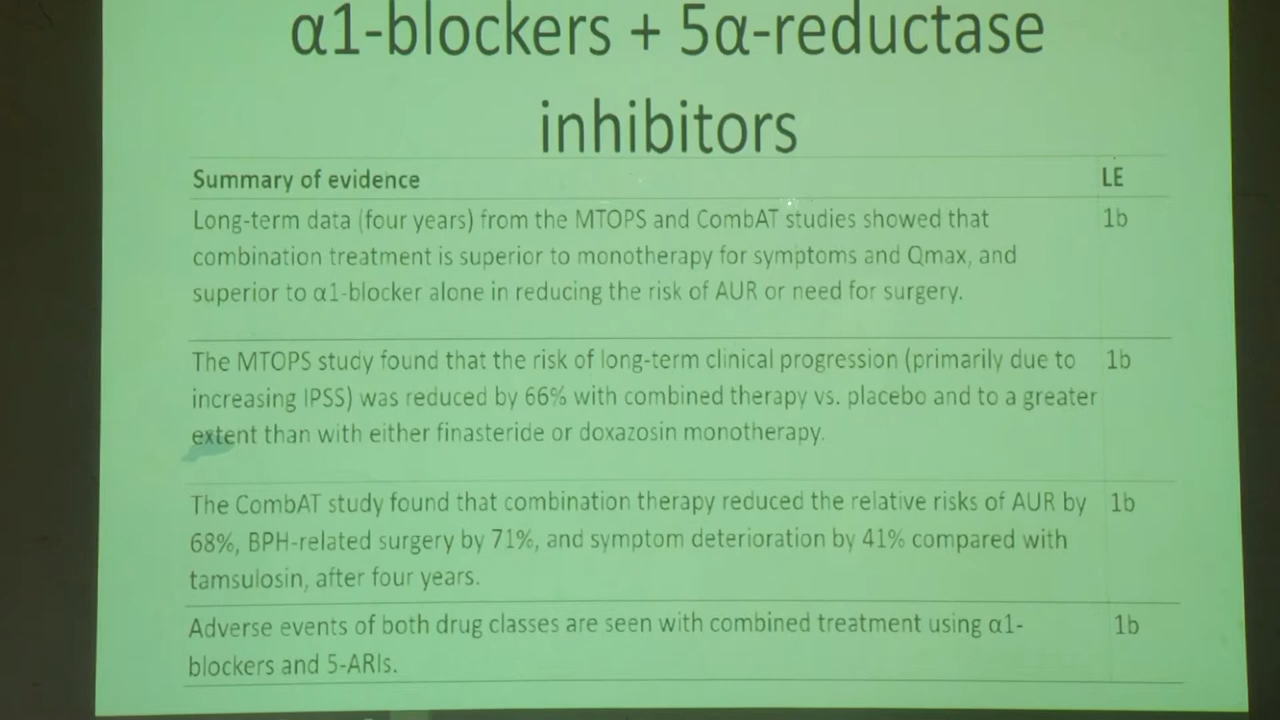 α1-blockers + 5α-reductase
inhibitors
Summary of evidence LE
Long-term data (four years) from the MTOPS and CombAT studies showed that 1b
combination treatment is superior to monotherapy for symptoms and Qmax, and
superior to α1-blocker alone in reducing the risk of AUR or need for surgery.
The MTOPS study found that the risk of long-term clinical progression (primarily due to 1b
increasing IPSS) was reduced by 66% with combined therapy vs. placebo and to a greater
extent than with either finasteride or doxazosin monotherapy.
The CombAT study found that combination therapy reduced the relative risks of AUR by 1b
68%, BPH-related surgery by 71%, and symptom deterioration by 41% compared with
tamsulosin, after four years.
Adverse events of both drug classes are seen with combined treatment using α1- 1b
blockers and 5-ARIs.